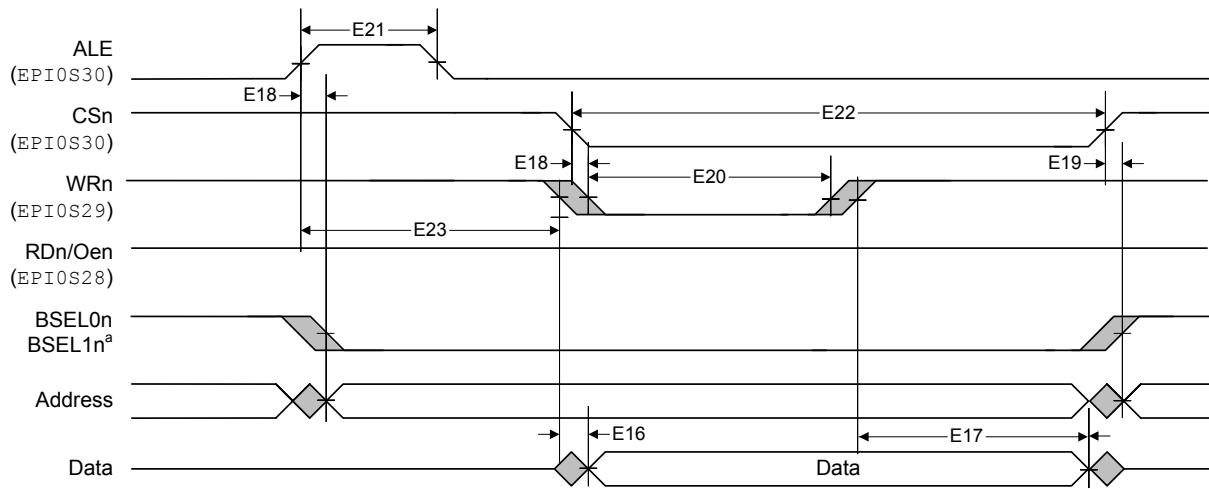 E21
ALE
(EPI0S30)
E18
CSn
E22
(EPI0S30)
E18
E19
WRn
E20
(EPI0S29)
E23
RDn/Oen
(EPI0S28)
BSEL0n
BSEL1nᵃ
Address
E16
E17
Data
Data